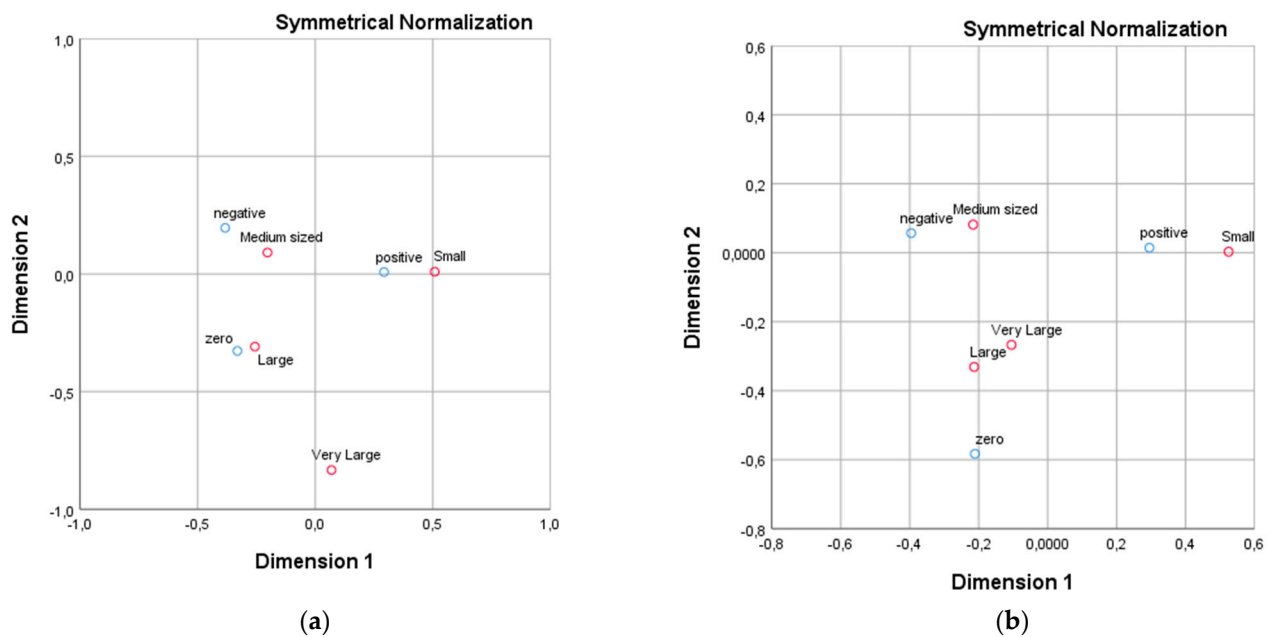 Symmetrical Normalization
1,0
0,5
0,0
-0,5
-1,0
Dimension 2
negative
Medium sized
positive
Small
zero
Large
Very Large
-1,0
-0,5
0,0
0,5
1,0
Dimension 1
(a)
Symmetrical Normalization
0,6
0,4
0,2
0,0000
-0,2
-0,4
-0,6
-0,8
Dimension 2
negative
Medium sized
positive
Small
Very Large
Large
zero
-0,8
-0,6
-0,4
-0,2
0,0000
0,2
0,4
0,6
Dimension 1
(b)